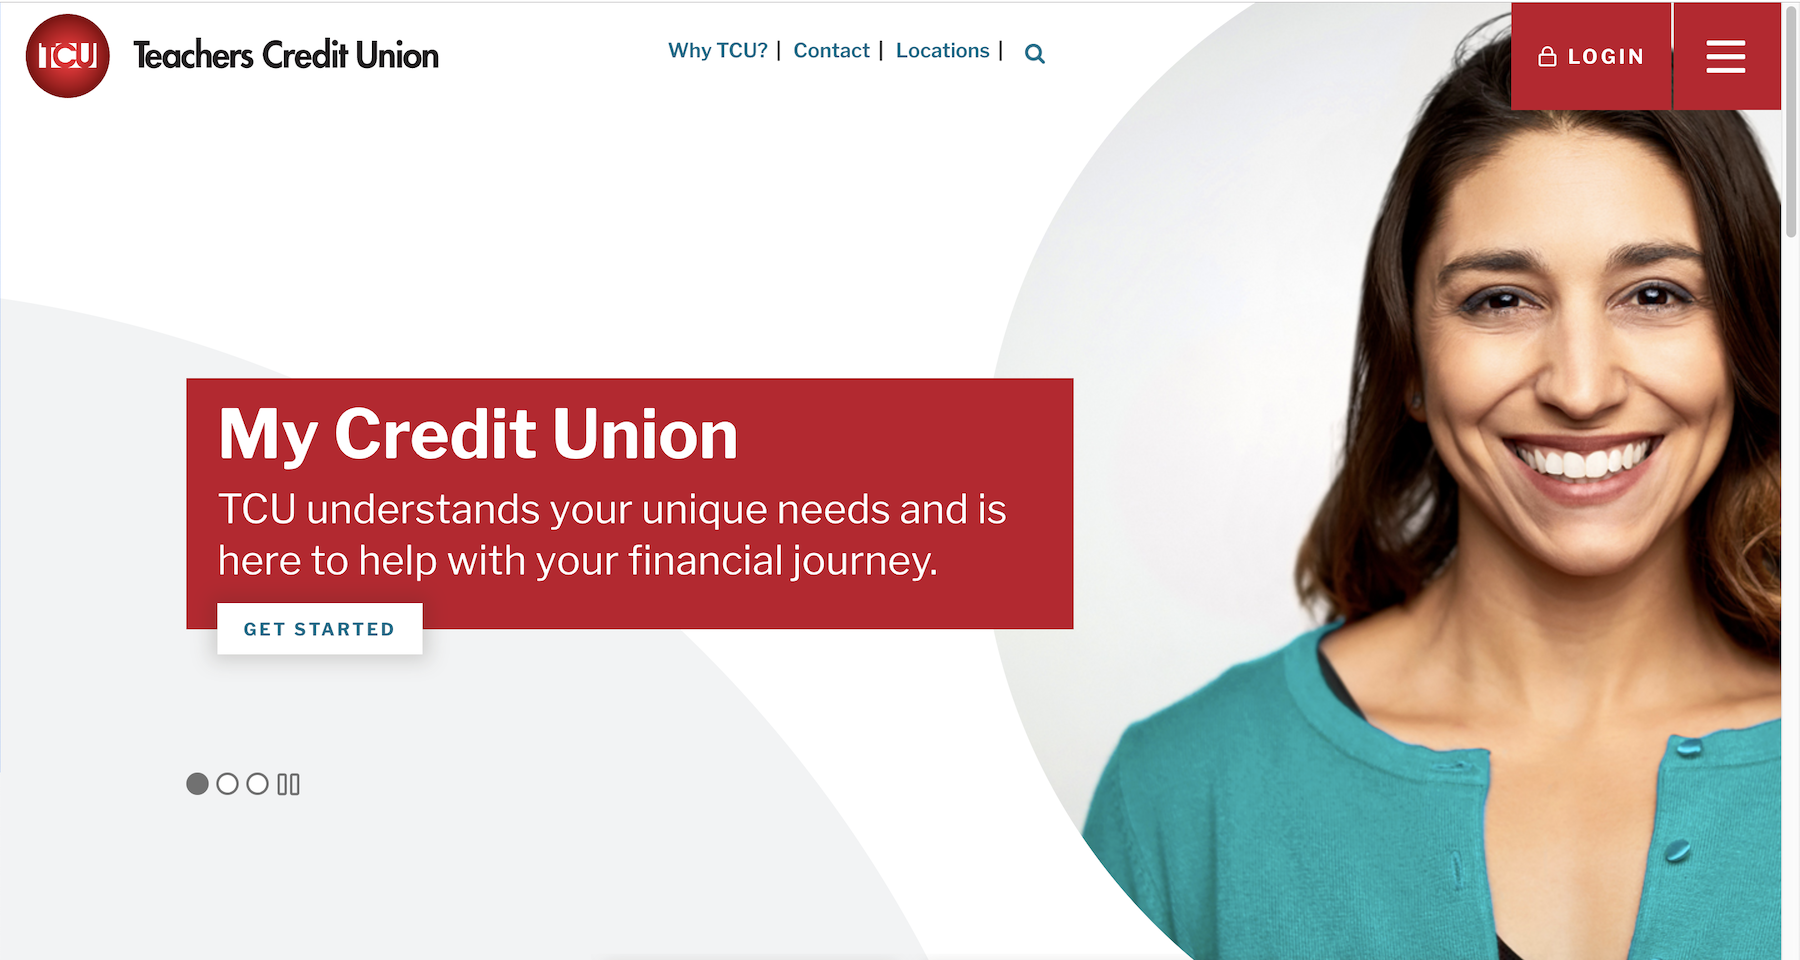 TCU
Teachers Credit Union
Why TCU? | Contact | Locations |
LOGIN
My Credit Union
TCU understands your unique needs and is
here to help with your financial journey.
GET STARTED